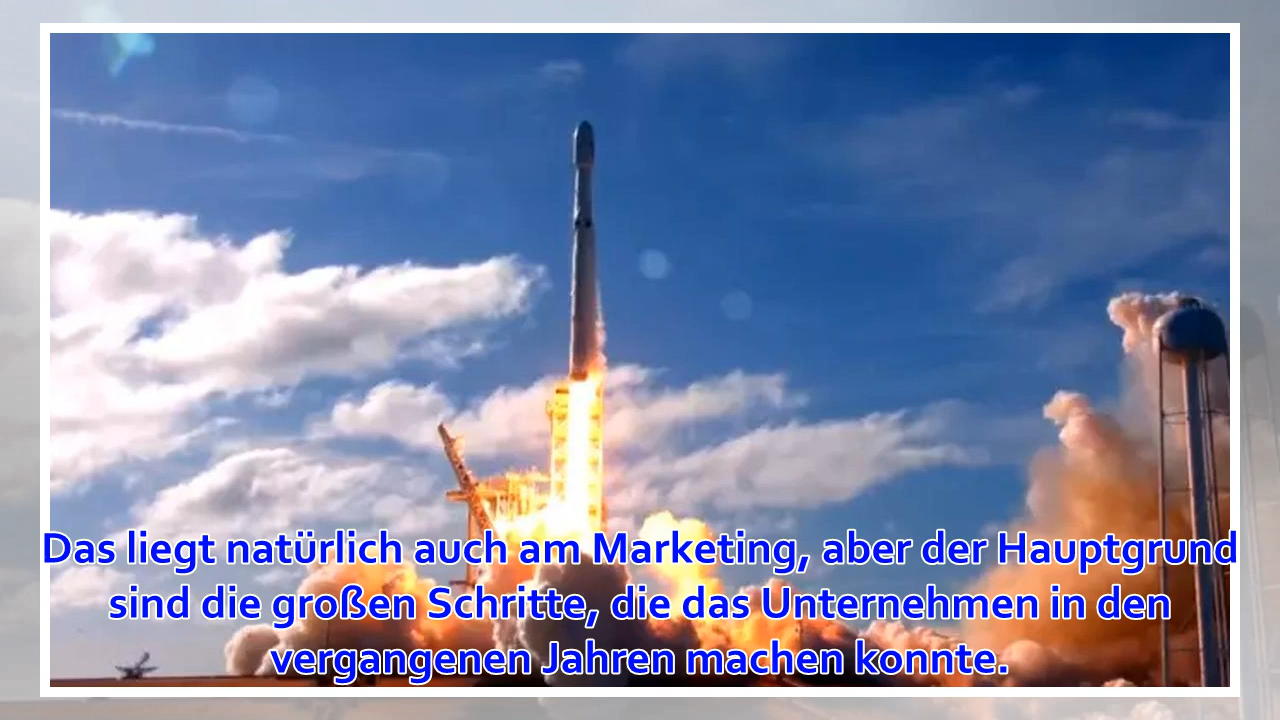 Das liegt natürlich auch am Marketing, aber der Hauptgrund
sind die großen Schritte, die das Unternehmen in den
vergangenen Jahren machen konnte.